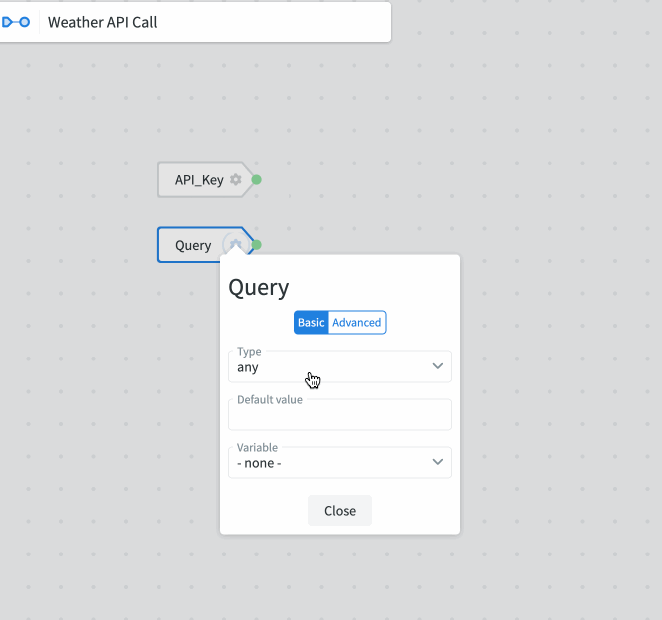 Weather API Call
API_Key
Query
Query
Basic Advanced
Type
any
Default value
Variable
- none -
Close